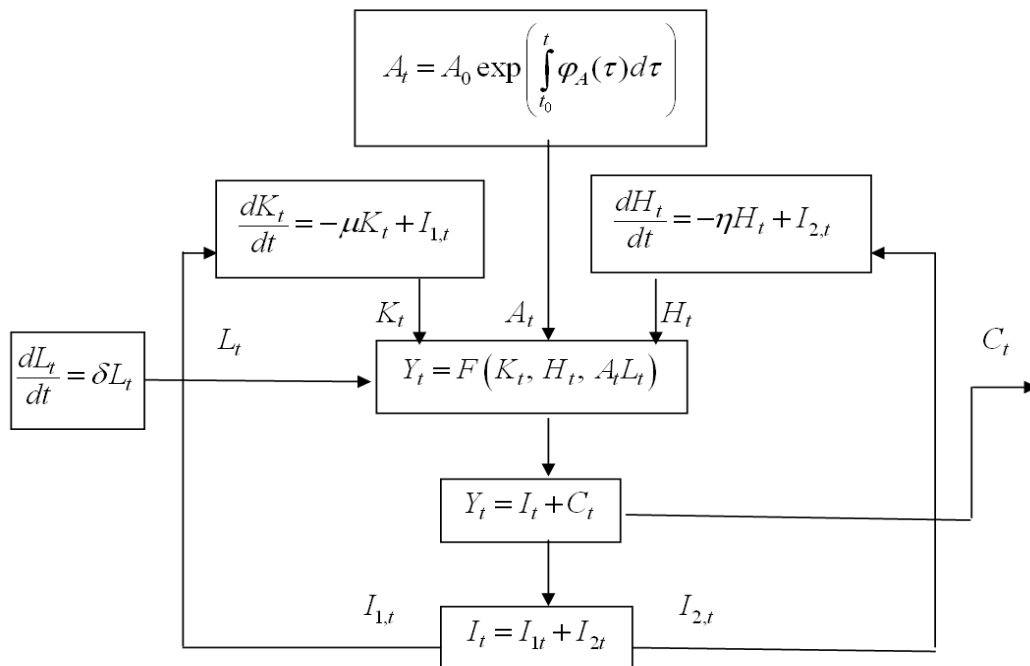 A_t = A_0 exp(∫_{t_0}^{t} φ_A(τ)dτ)
dK_t/dt = −μK_t + I_{1,t}
dH_t/dt = −ηH_t + I_{2,t}
K_t
A_t
H_t
L_t
C_t
dL_t/dt = δL_t
Y_t = F(K_t, H_t, A_tL_t)
Y_t = I_t + C_t
I_{1,t}
I_{2,t}
I_t = I_{1t} + I_{2t}